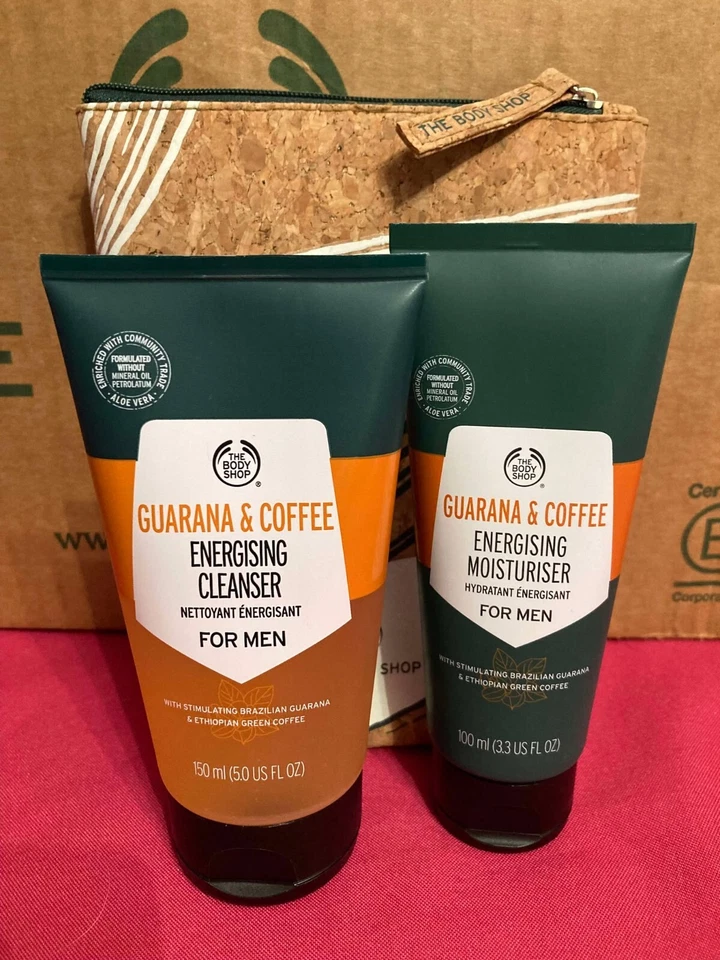 THE BODY SHOP
ENRICHED WITH COMMUNITY TRADE
FORMULATED
WITHOUT
MINERAL OIL
PETROLATUM
· ALOE VERA ·
THE
BODY
SHOP®
GUARANA & COFFEE
ENERGISING
CLEANSER
NETTOYANT ÉNERGISANT
FOR MEN
WITH STIMULATING BRAZILIAN GUARANA
& ETHIOPIAN GREEN COFFEE
150 ml (5.0 US FL OZ)
ENRICHED WITH COMMUNITY TRADE
FORMULATED
WITHOUT
MINERAL OIL
PETROLATUM
· ALOE VERA ·
THE
BODY
SHOP®
GUARANA & COFFEE
ENERGISING
MOISTURISER
HYDRATANT ÉNERGISANT
FOR MEN
WITH STIMULATING BRAZILIAN GUARANA
& ETHIOPIAN GREEN COFFEE
100 ml (3.3 US FL OZ)
SHOP
E
ww
Cer
B
Corpora